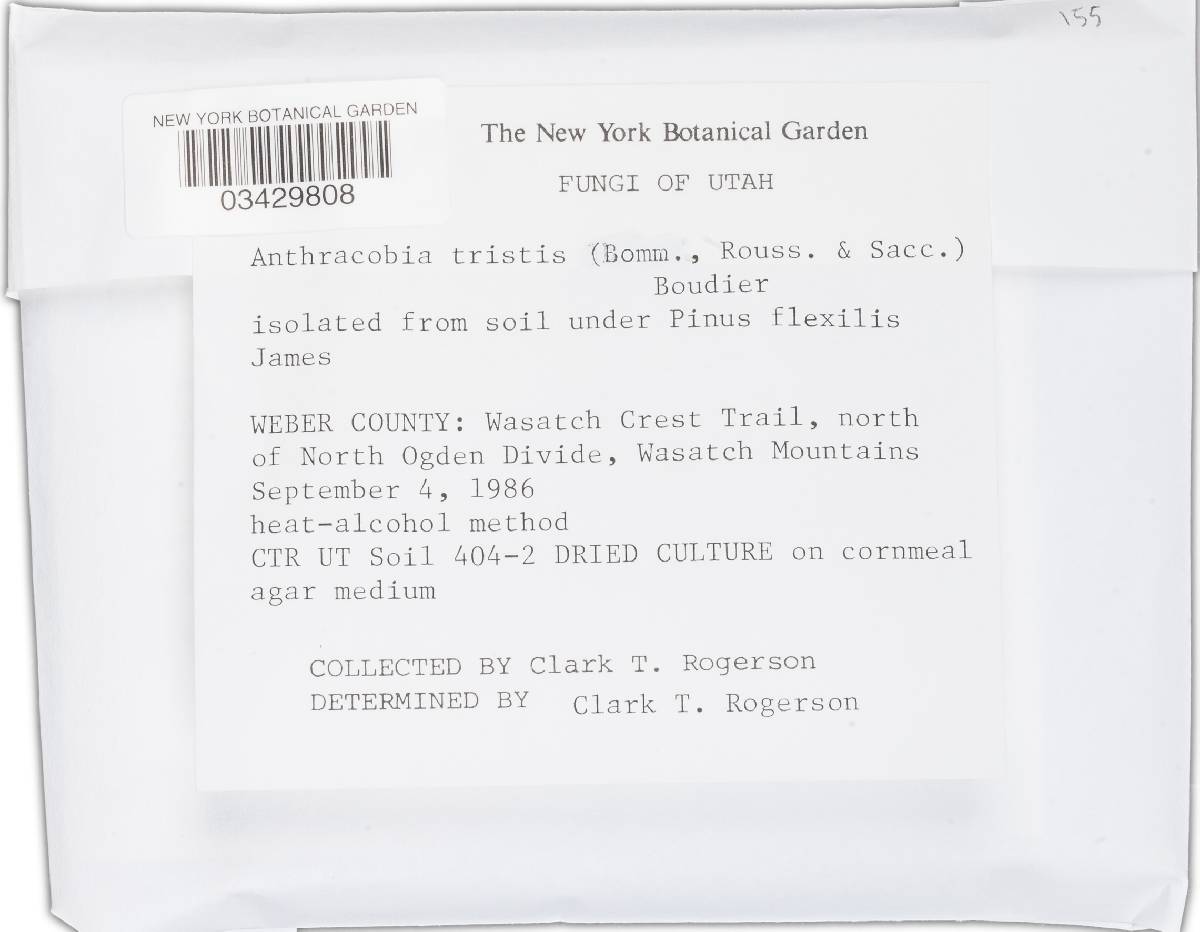 155
NEW YORK BOTANICAL GARDEN
03429808
The New York Botanical Garden
FUNGI OF UTAH
Anthracobia tristis (Bomm., Rouss. & Sacc.)
Boudier
isolated from soil under Pinus flexilis
James
WEBER COUNTY: Wasatch Crest Trail, north
of North Ogden Divide, Wasatch Mountains
September 4, 1986
heat-alcohol method
CTR UT Soil 404-2 DRIED CULTURE on cornmeal
agar medium
COLLECTED BY Clark T. Rogerson
DETERMINED BY Clark T. Rogerson